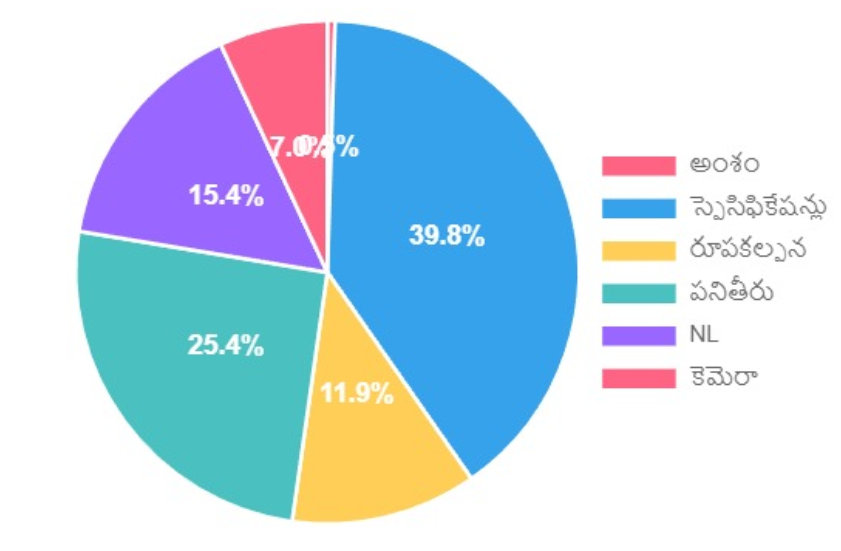 7.0%
39.8%
15.4%
25.4%
11.9%
అంశం
స్పెసిఫికేషన్లు
రూపకల్పన
పనితీరు
NL
కెమెరా